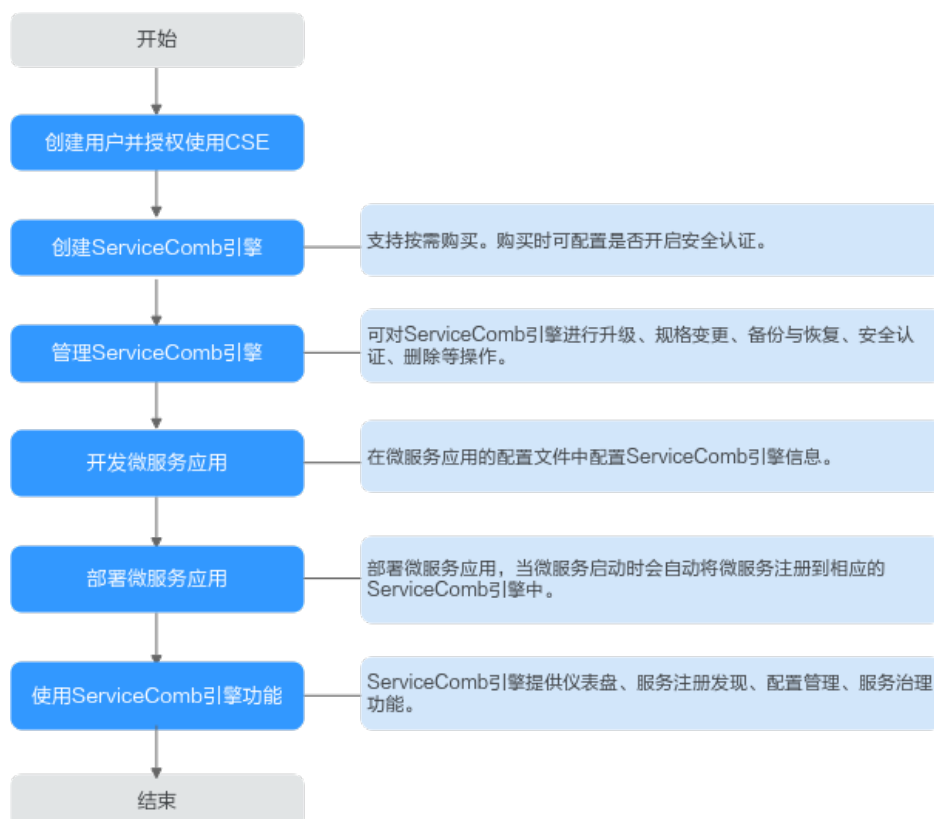 开始
创建用户并授权使用CSE
创建ServiceComb引擎
支持按需购买。购买时可配置是否开启安全认证。
管理ServiceComb引擎
可对ServiceComb引擎进行升级、规格变更、备份与恢复、安全认
证、删除等操作。
开发微服务应用
在微服务应用的配置文件中配置ServiceComb引擎信息。
部署微服务应用
部署微服务应用，当微服务启动时会自动将微服务注册到相应的
ServiceComb引擎中。
使用ServiceComb引擎功能
ServiceComb引擎提供仪表盘、服务注册发现、配置管理、服务治理
功能。
结束